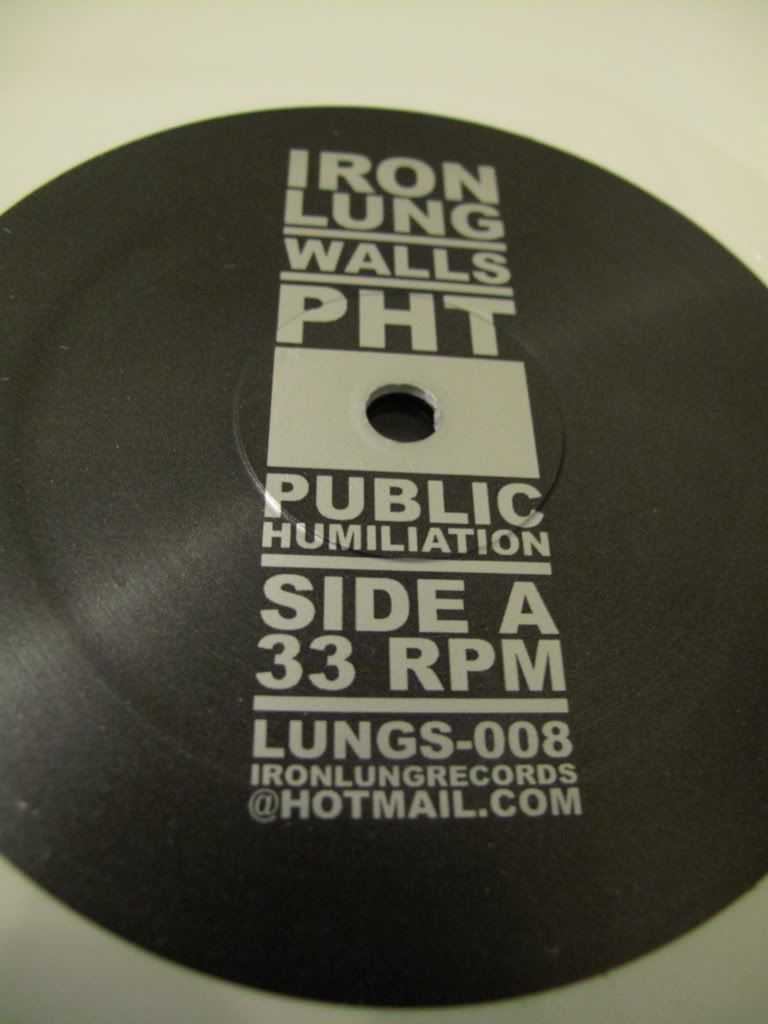 IRON
LUNG
WALLS
PHT
PUBLIC
HUMILIATION
SIDE A
33 RPM
LUNGS-008
IRONLUNGRECORDS
@HOTMAIL.COM